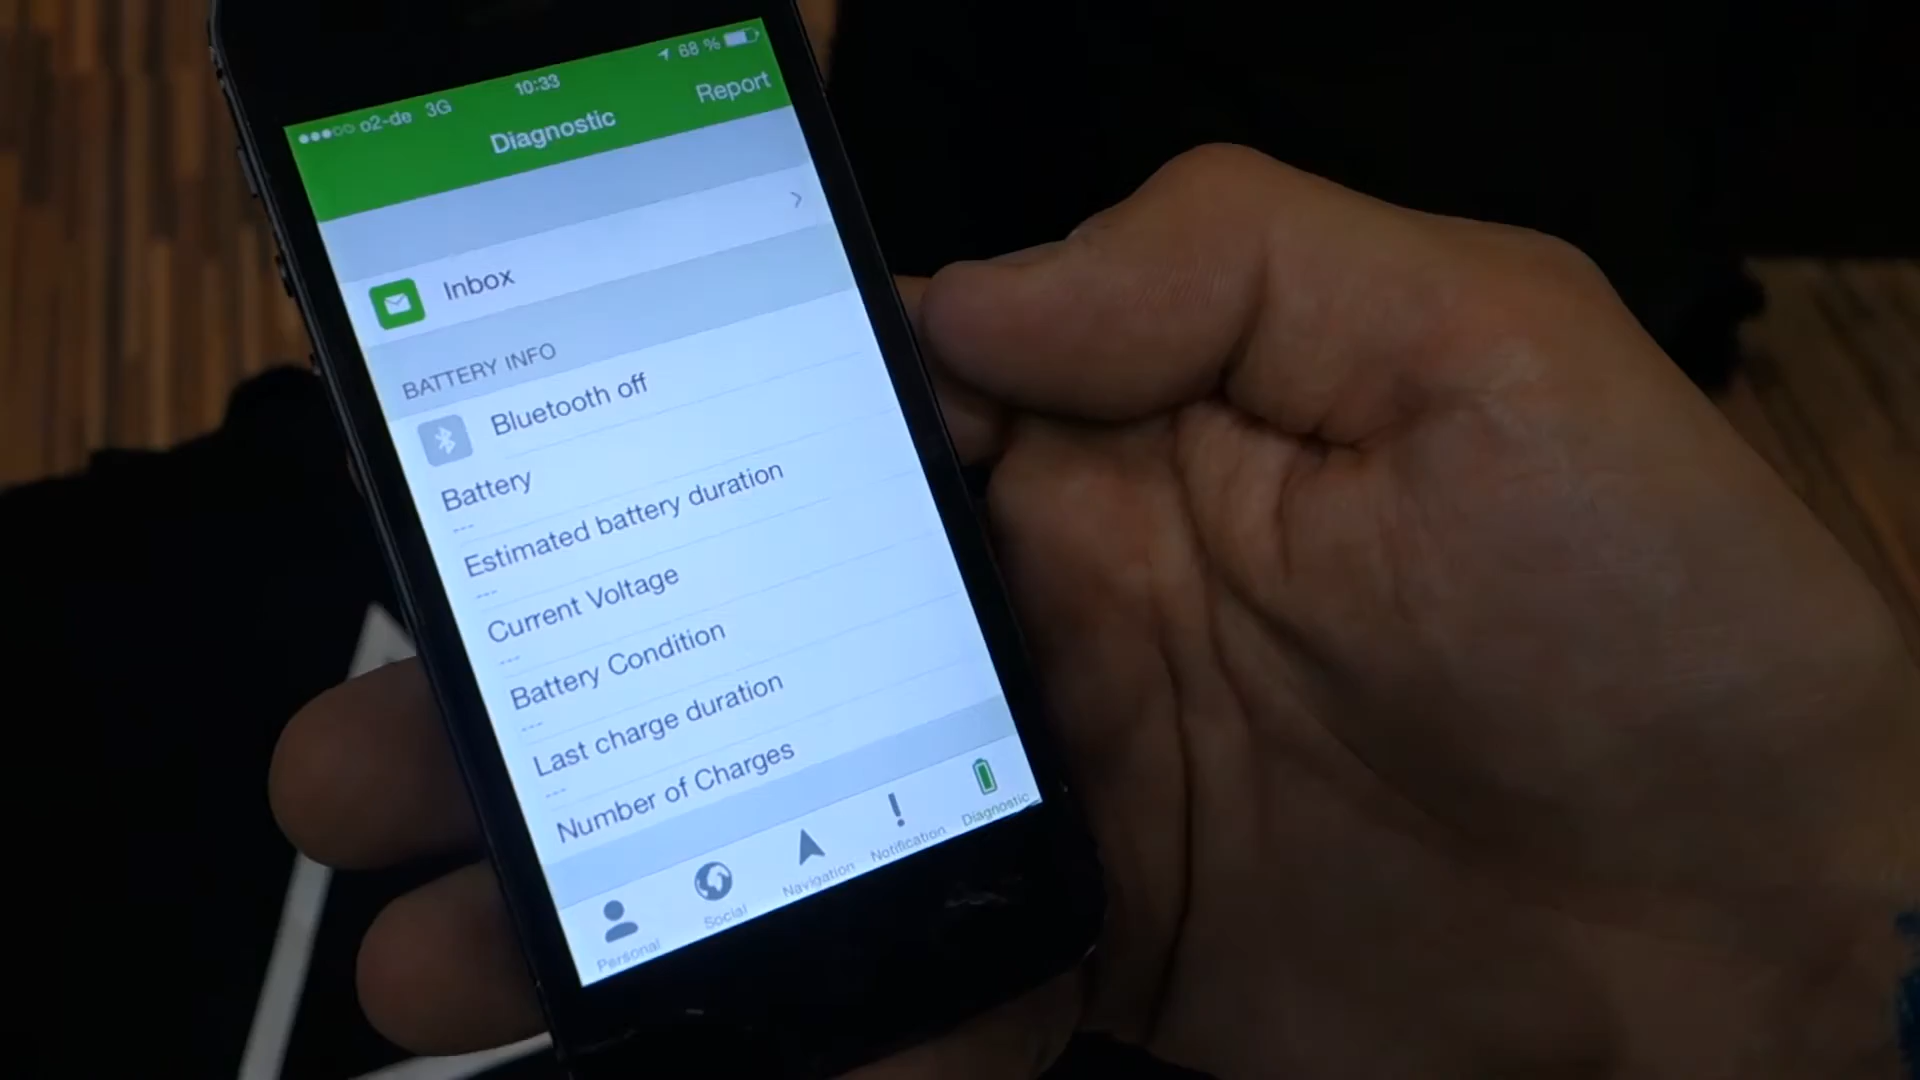 o2-de 3G 10:33 68 %
Diagnostic Report
Inbox
BATTERY INFO
Bluetooth off
Battery
---
Estimated battery duration
---
Current Voltage
---
Battery Condition
---
Last charge duration
---
Number of Charges
Personal Social Navigation Notification Diagnostic